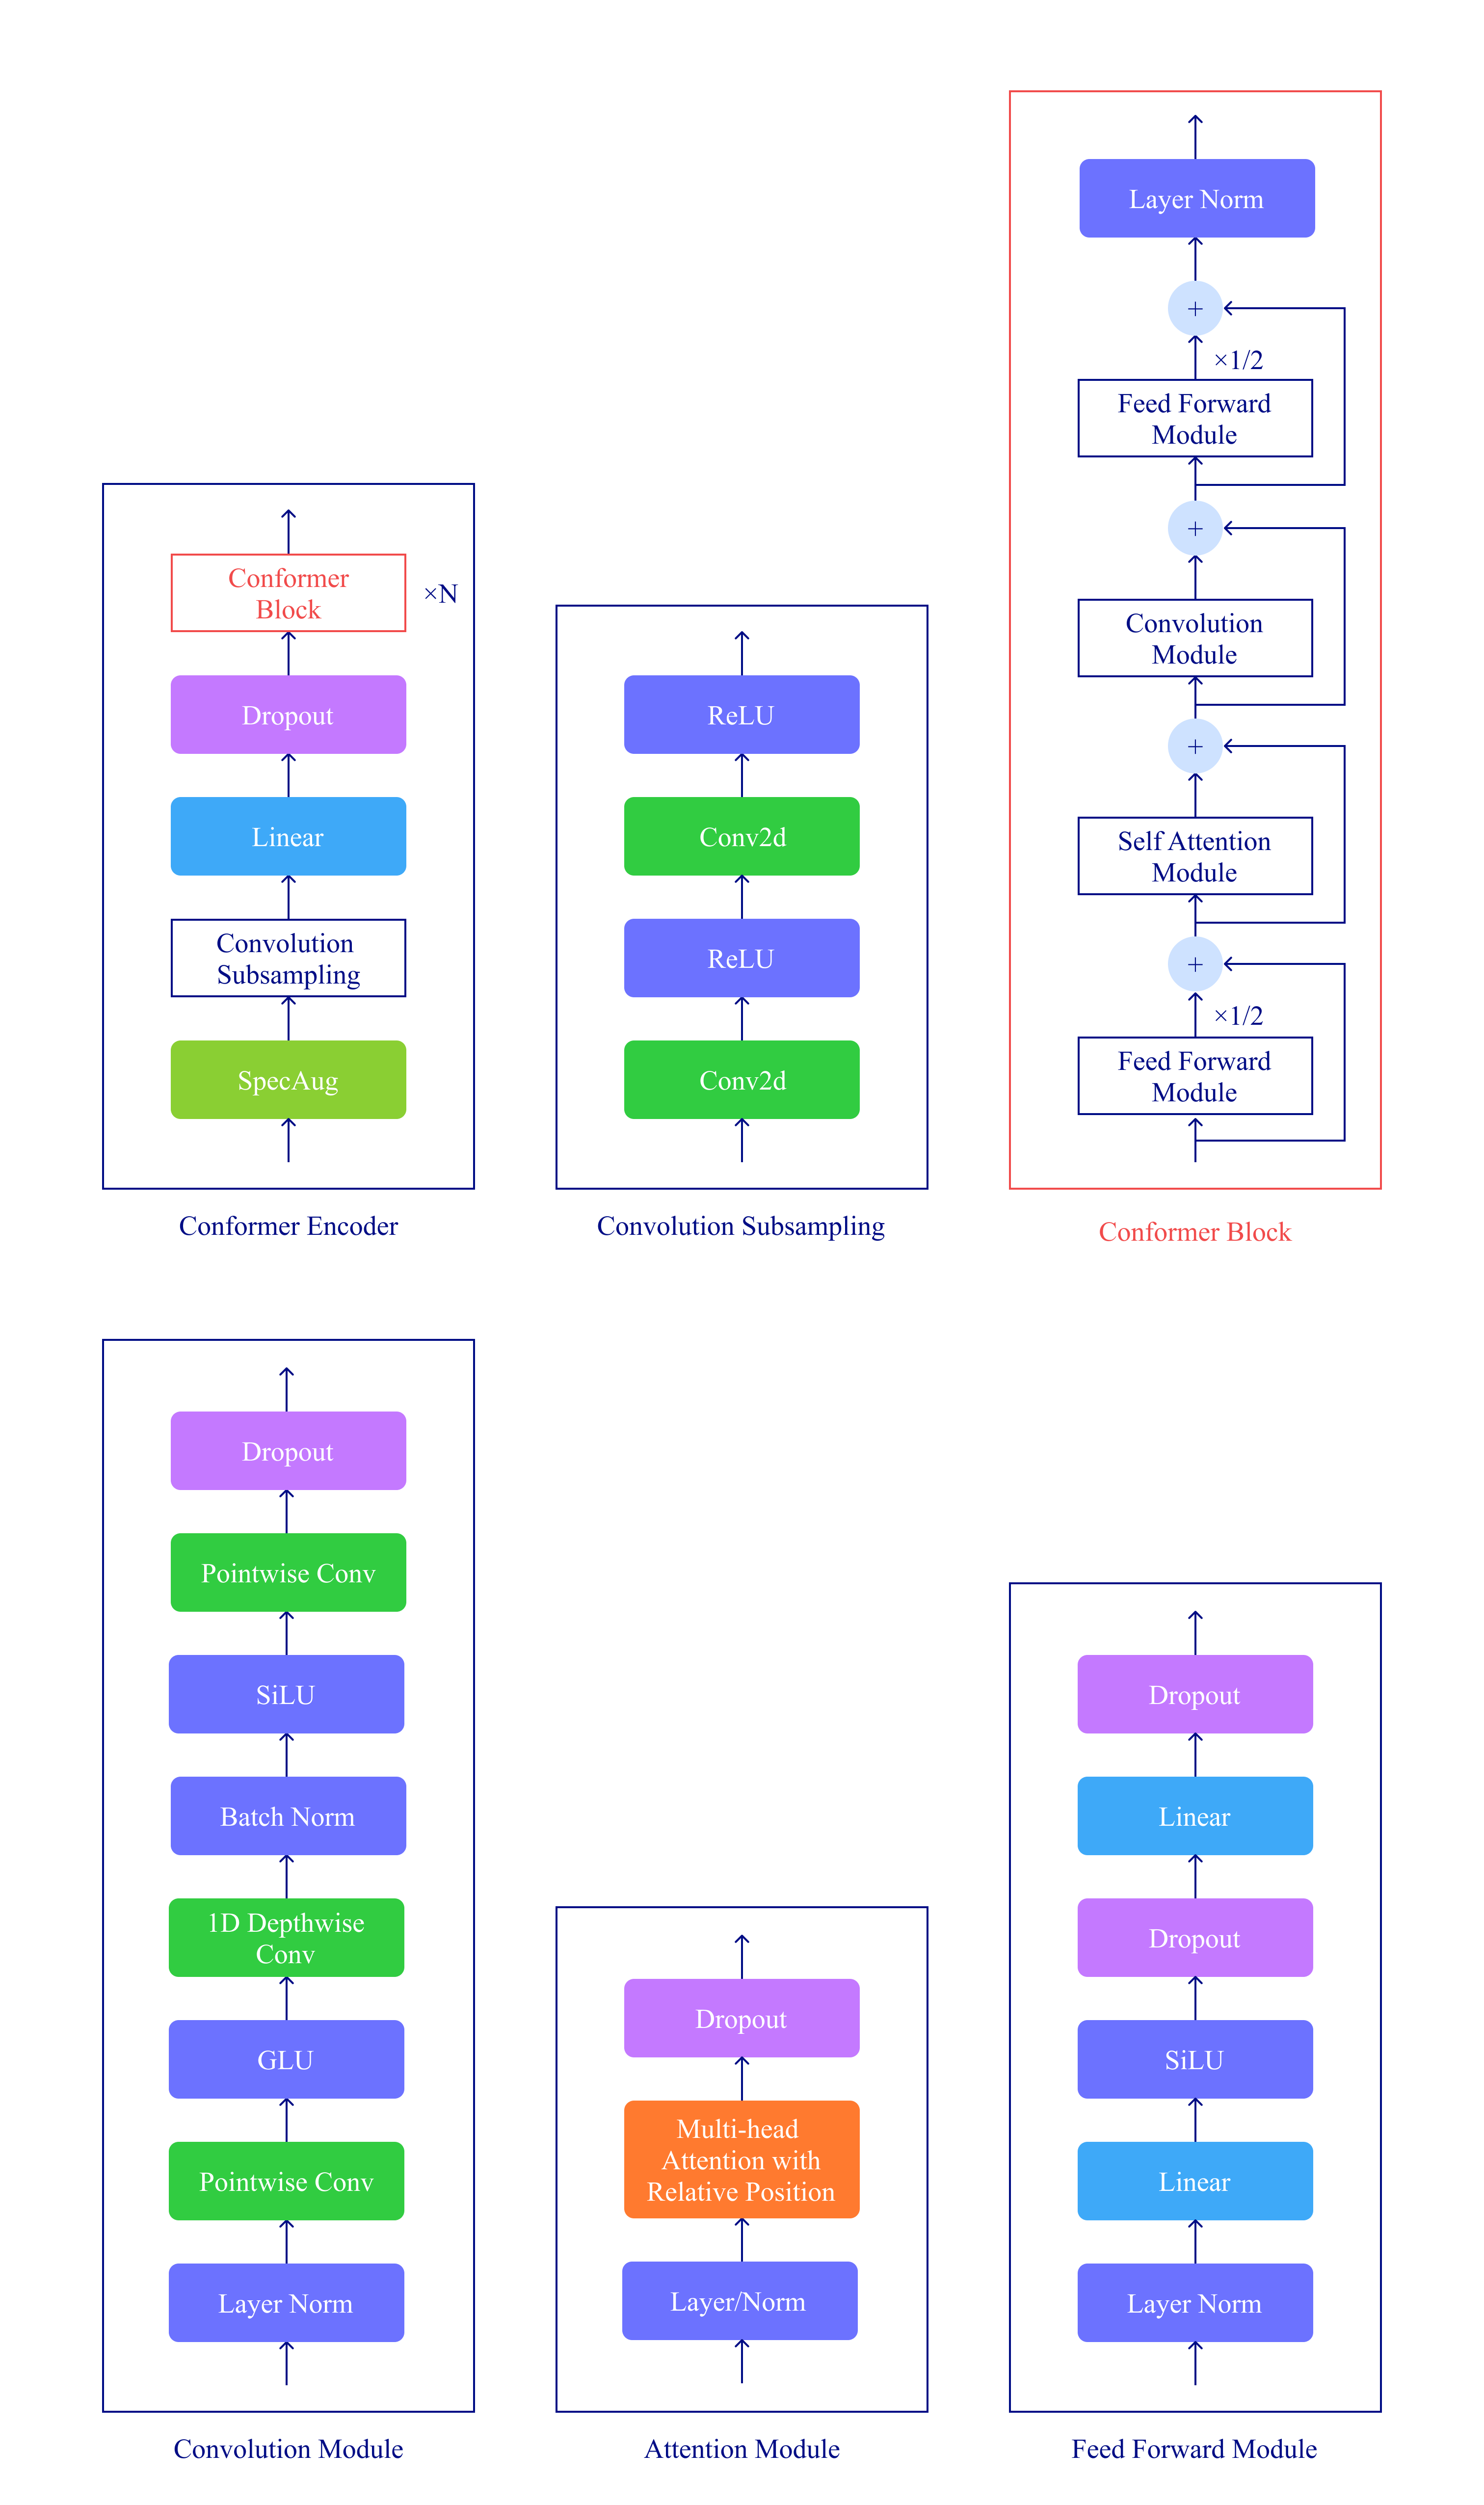 Conformer
Block
×N
Dropout
Linear
Convolution
Subsampling
SpecAug
Conformer Encoder
ReLU
Conv2d
ReLU
Conv2d
Convolution Subsampling
Layer Norm
+
×1/2
Feed Forward
Module
+
Convolution
Module
+
Self Attention
Module
+
×1/2
Feed Forward
Module
Conformer Block
Dropout
Pointwise Conv
SiLU
Batch Norm
1D Depthwise
Conv
GLU
Pointwise Conv
Layer Norm
Convolution Module
Dropout
Multi-head
Attention with
Relative Position
Layer/Norm
Attention Module
Dropout
Linear
Dropout
SiLU
Linear
Layer Norm
Feed Forward Module